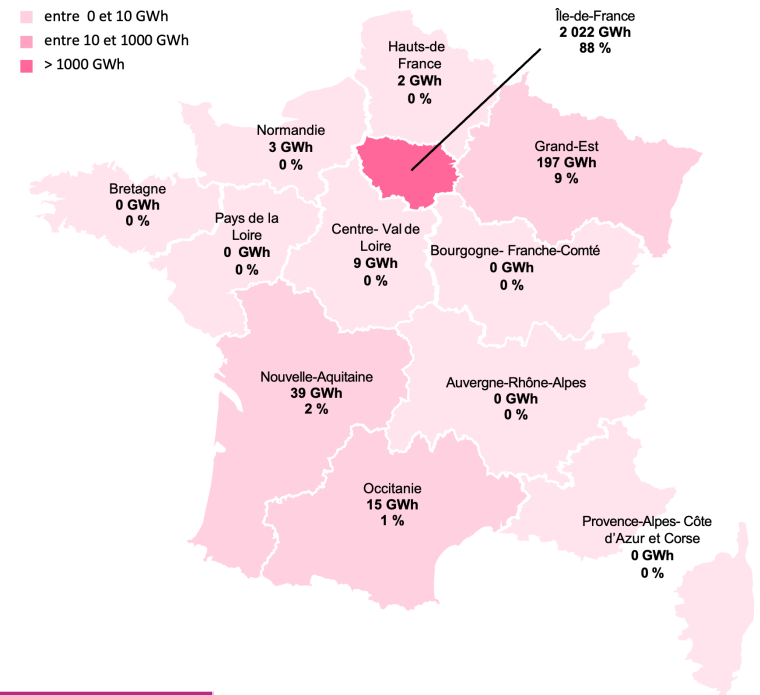 entre 0 et 10 GWh
entre 10 et 1000 GWh
> 1000 GWh
Île-de-France
2 022 GWh
88 %
Hauts-de
France
2 GWh
0 %
Normandie
3 GWh
0 %
Grand-Est
197 GWh
9 %
Bretagne
0 GWh
0 %
Pays de la
Loire
0 GWh
0 %
Centre- Val de
Loire
9 GWh
0 %
Bourgogne- Franche-Comté
0 GWh
0 %
Nouvelle-Aquitaine
39 GWh
2 %
Auvergne-Rhône-Alpes
0 GWh
0 %
Occitanie
15 GWh
1 %
Provence-Alpes- Côte
d'Azur et Corse
0 GWh
0 %